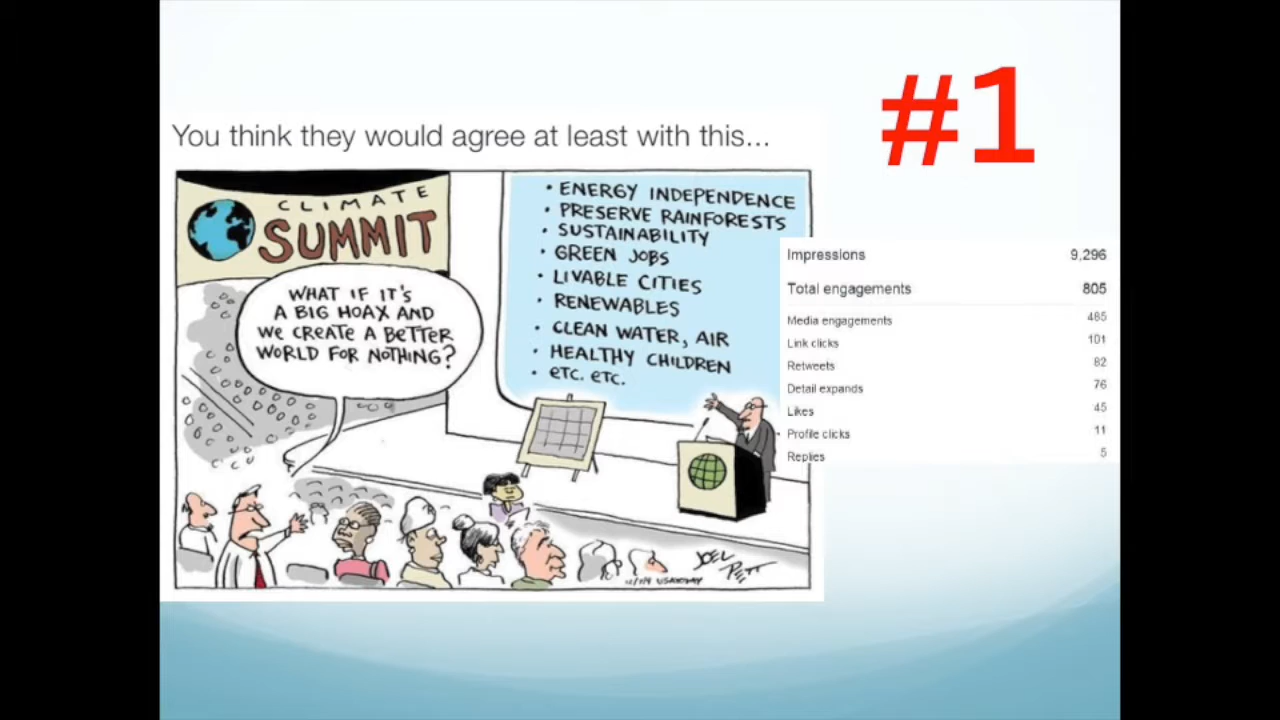 #1
You think they would agree at least with this...
CLIMATE
SUMMIT
WHAT IF IT'S
A BIG HOAX AND
WE CREATE A BETTER
WORLD FOR NOTHING?
• ENERGY INDEPENDENCE
• PRESERVE RAINFORESTS
• SUSTAINABILITY
• GREEN JOBS
• LIVABLE CITIES
• RENEWABLES
• CLEAN WATER, AIR
• HEALTHY CHILDREN
• ETC. ETC.
Impressions 9,296
Total engagements 805
Media engagements 485
Link clicks 101
Retweets 82
Detail expands 76
Likes 45
Profile clicks 11
Replies 5
JOEL
PETT
USA TODAY